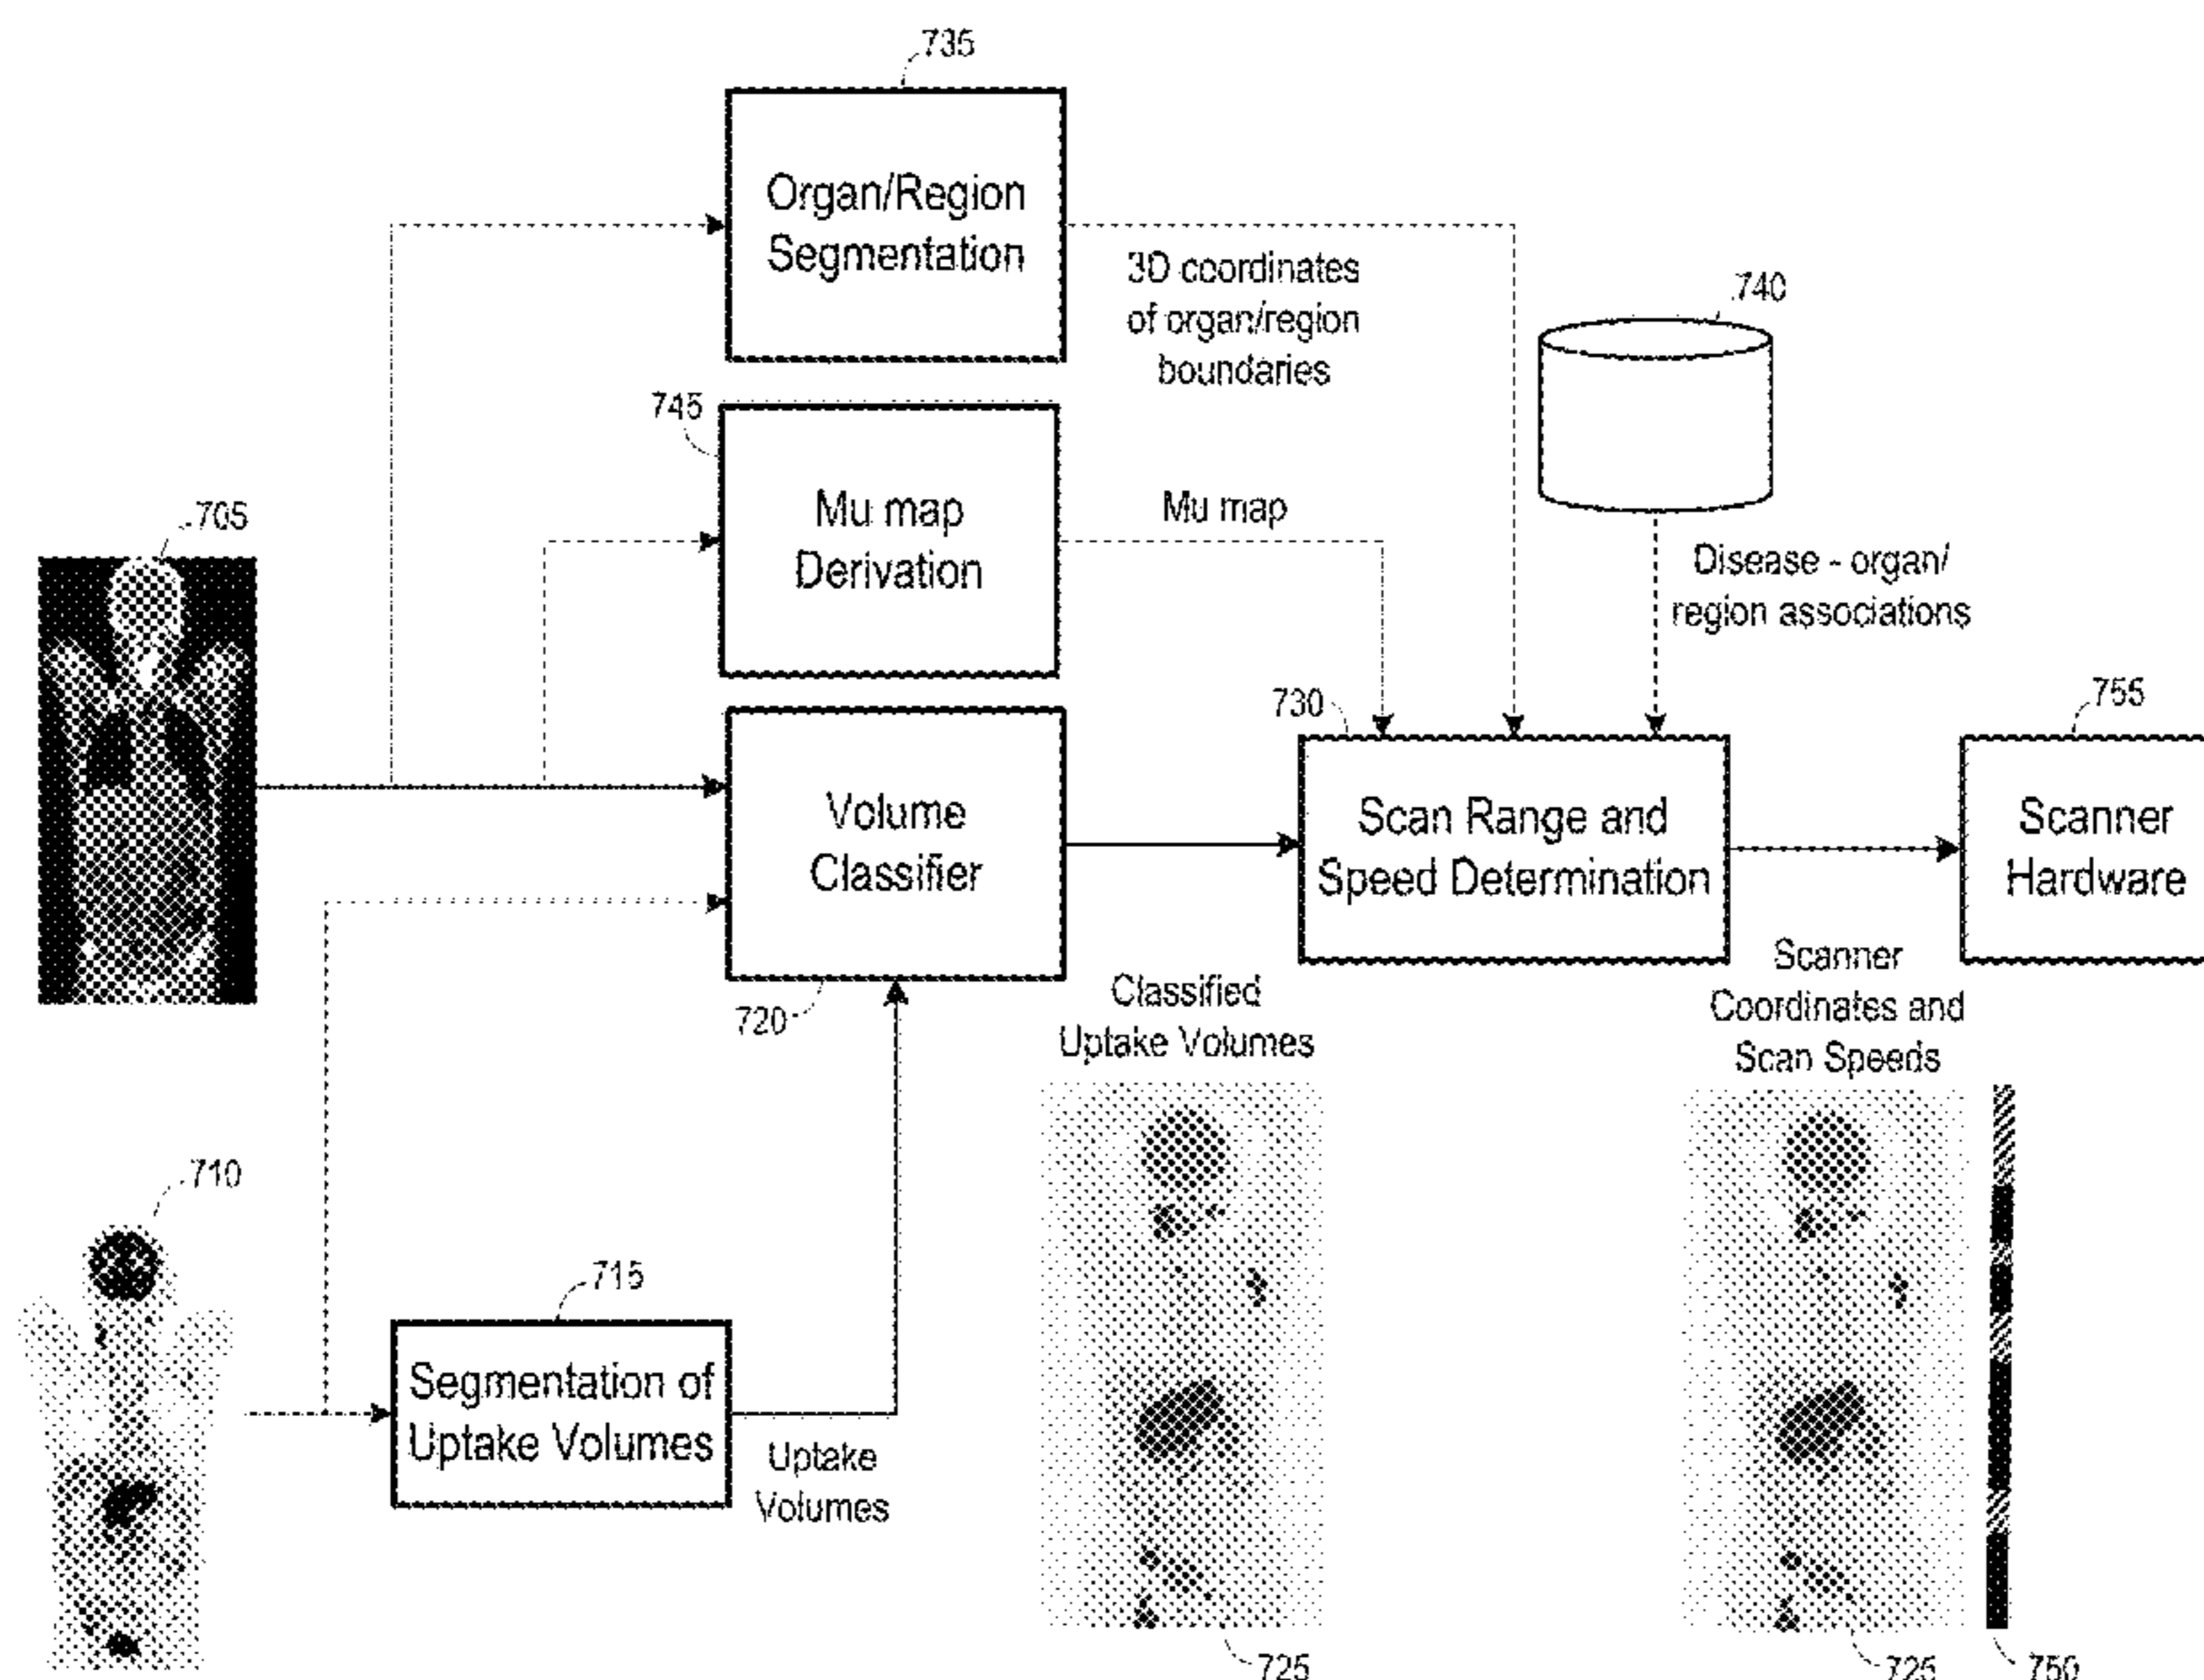 735
Organ/Region
Segmentation
3D coordinates
of organ/region
boundaries
740
745
Mu map
Derivation
Mu map
Disease - organ/
region associations
705
730
755
Volume
Classifier
Scan Range and
Speed Determination
Scanner
Hardware
720
Classified
Uptake Volumes
Scanner
Coordinates and
Scan Speeds
710
715
Segmentation of
Uptake Volumes
Uptake
Volumes
725
725
750